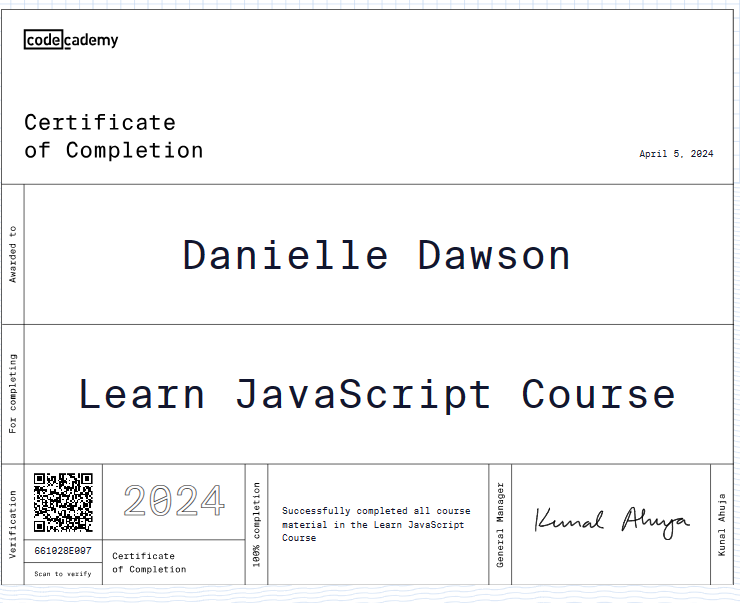 codecademy
Certificate
of Completion
April 5, 2024
Awarded to
Danielle Dawson
For completing
Learn JavaScript Course
Verification
661028E097
Scan to verify
2024
Certificate
of Completion
100% completion
Successfully completed all course
material in the Learn JavaScript
Course
General Manager
Kunal Ahuja
Kunal Ahuja